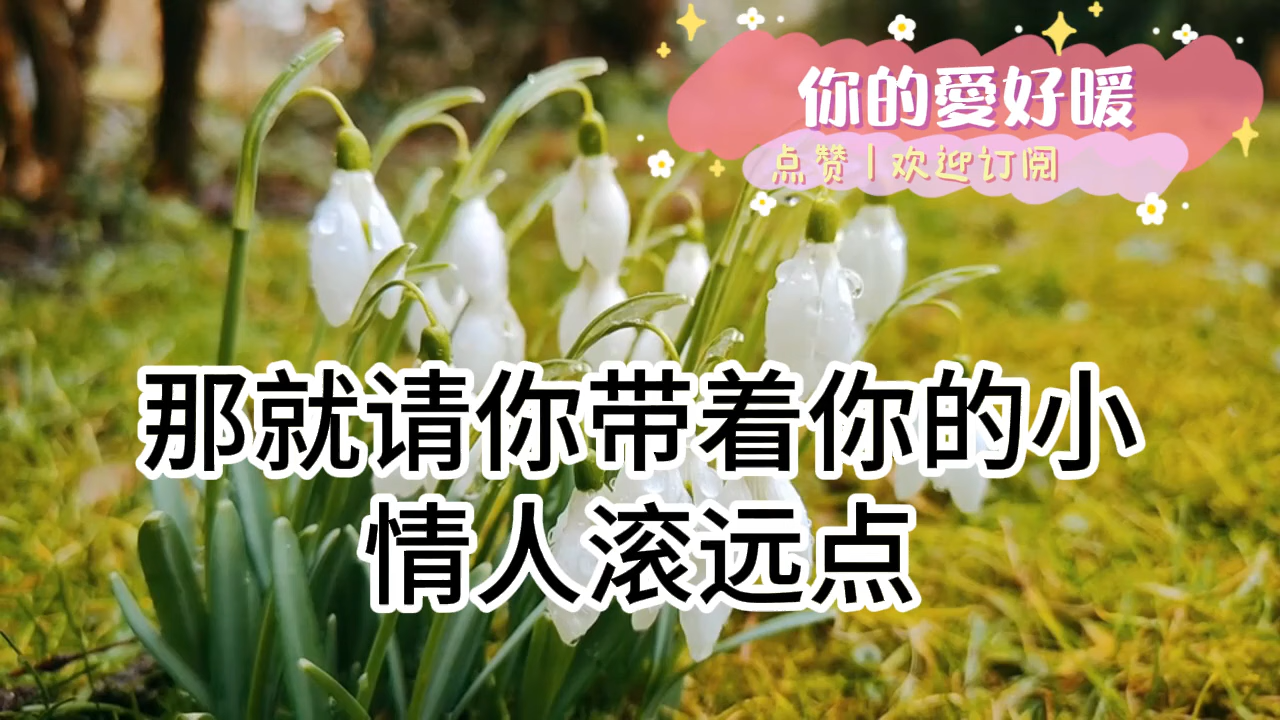 你的愛好暖
点赞 | 欢迎订阅
那就请你带着你的小
情人滚远点